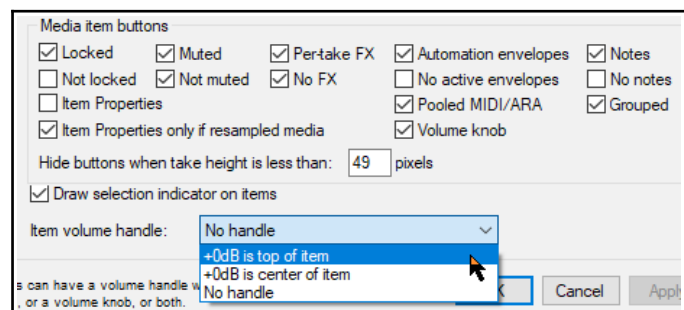 Media item buttons
Locked Muted Per-take FX Automation envelopes Notes
Not locked Not muted No FX No active envelopes No notes
Item Properties Pooled MIDI/ARA Grouped
Item Properties only if resampled media Volume knob
Hide buttons when take height is less than: 49 pixels
Draw selection indicator on items
Item volume handle: No handle
+0dB is top of item
+0dB is center of item
s can have a volume handle No handle
, or a volume knob, or both. Cancel Apply